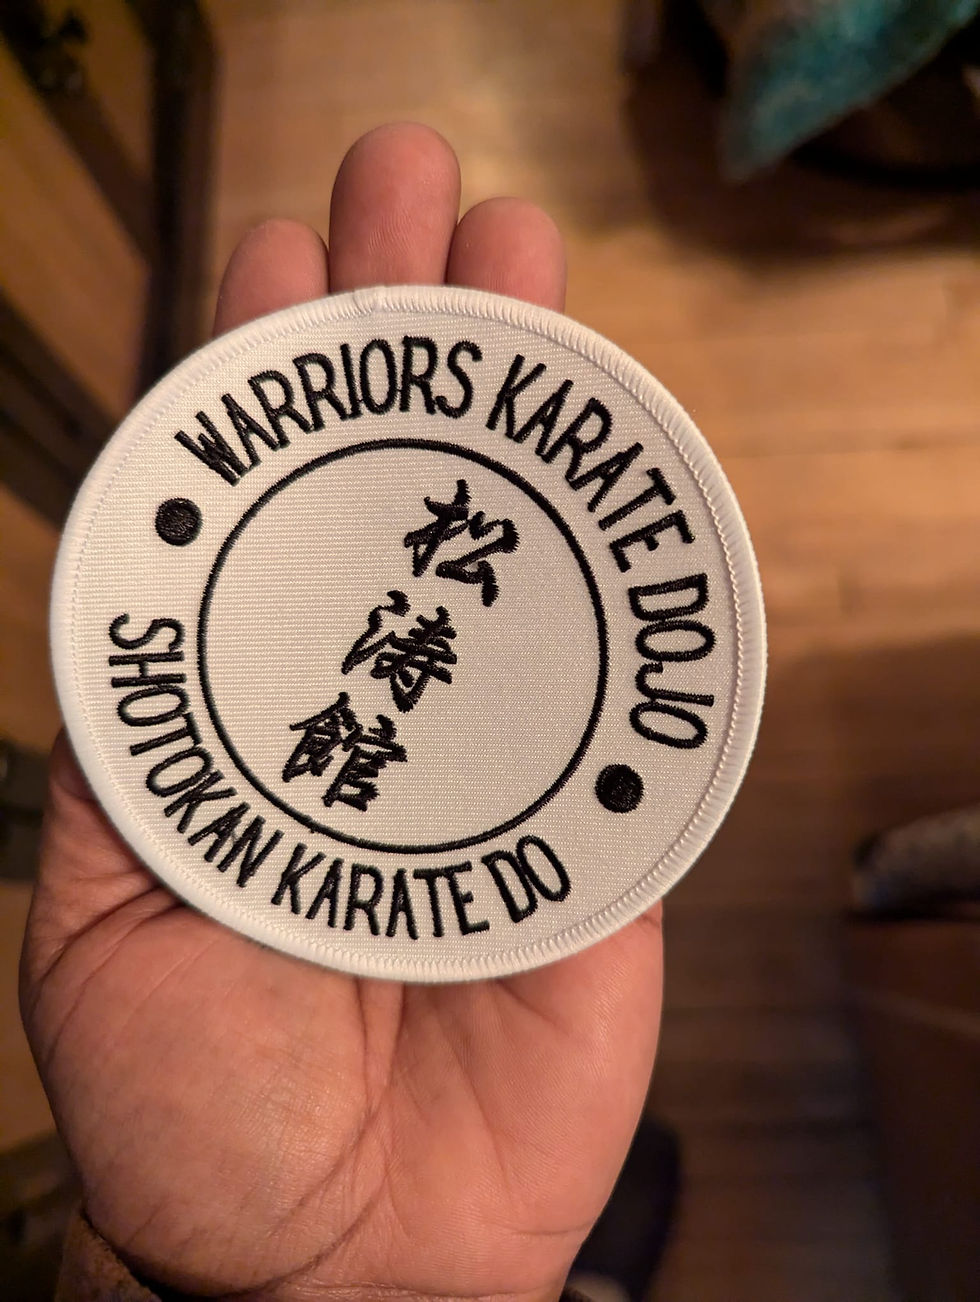 WARRIORS KARATE DOJO
松
濤
館
SHOTOKAN KARATE DO